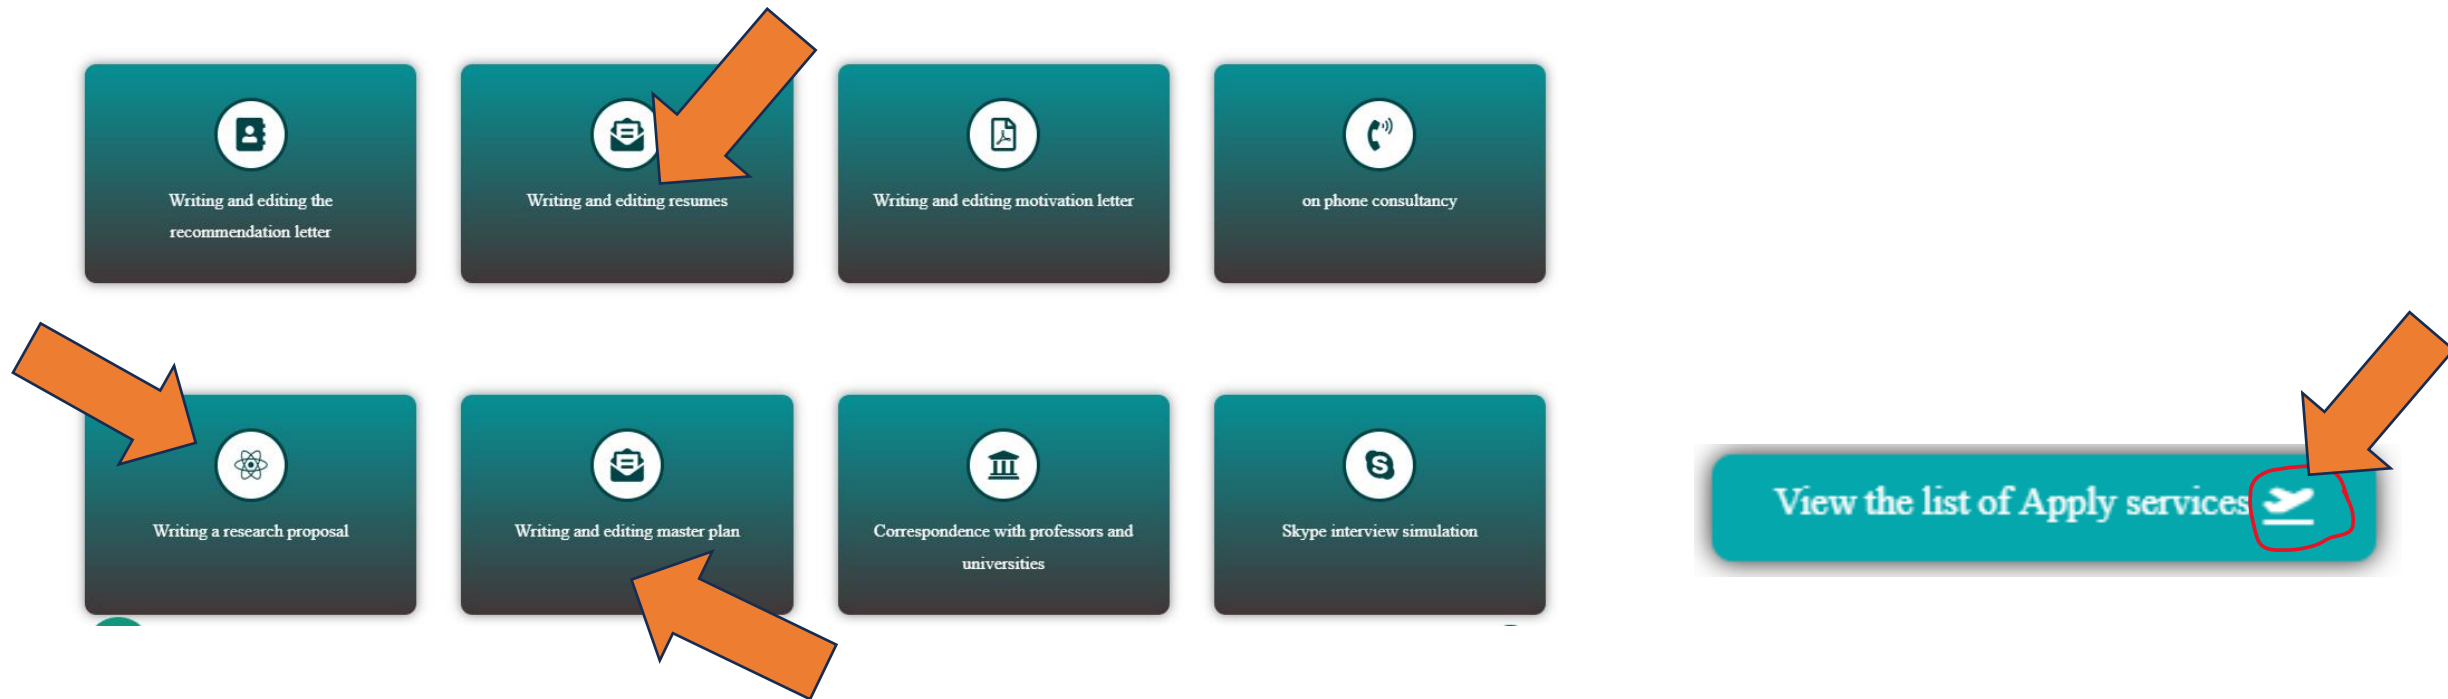 Writing and editing the
recommendation letter
Writing and editing resumes
Writing and editing motivation letter
on phone consultancy
Writing a research proposal
Writing and editing master plan
Correspondence with professors and
universities
Skype interview simulation
View the list of Apply services